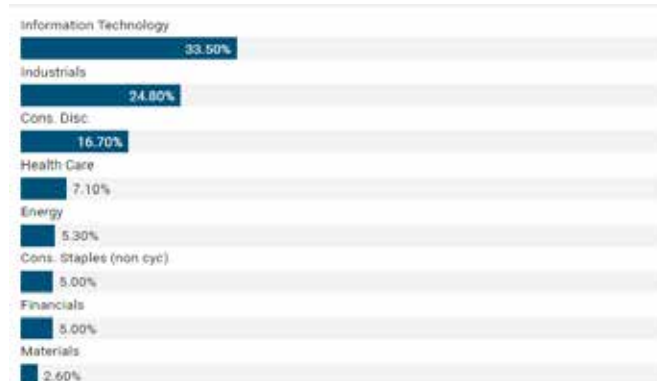 Information Technology
33.50%
Industrials
24.80%
Cons. Disc.
16.70%
Health Care
7.10%
Energy
5.30%
Cons. Staples (non cyc)
5.00%
Financials
5.00%
Materials
2.60%